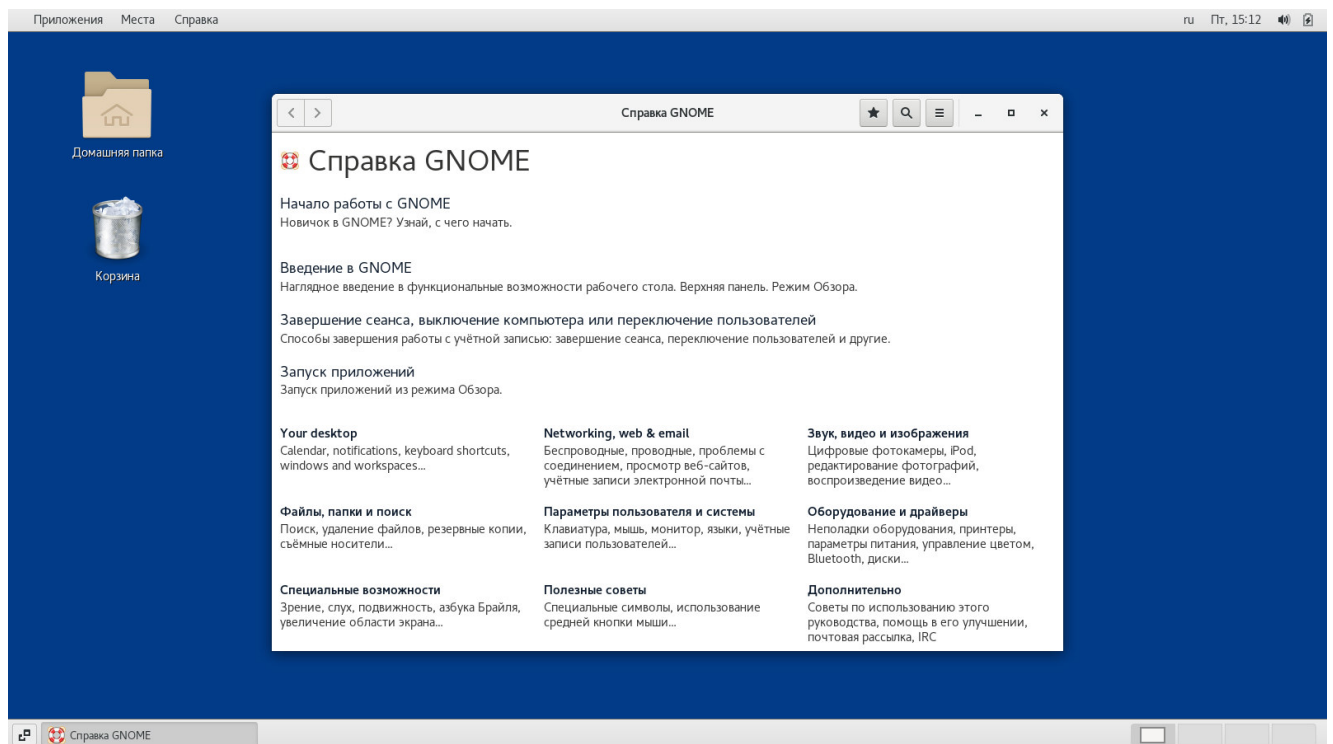 Приложения Места Справка
ru Пт, 15:12
Домашняя папка
Корзина
Справка GNOME
Справка GNOME
Начало работы с GNOME
Новичок в GNOME? Узнай, с чего начать.
Введение в GNOME
Наглядное введение в функциональные возможности рабочего стола. Верхняя панель. Режим Обзора.
Завершение сеанса, выключение компьютера или переключение пользователей
Способы завершения работы с учётной записью: завершение сеанса, переключение пользователей и другие.
Запуск приложений
Запуск приложений из режима Обзора.
Your desktop
Calendar, notifications, keyboard shortcuts,
windows and workspaces...
Networking, web & email
Беспроводные, проводные, проблемы с
соединением, просмотр веб-сайтов,
учётные записи электронной почты...
Звук, видео и изображения
Цифровые фотокамеры, iPod,
редактирование фотографий,
воспроизведение видео...
Файлы, папки и поиск
Поиск, удаление файлов, резервные копии,
съёмные носители...
Параметры пользователя и системы
Клавиатура, мышь, монитор, языки, учётные
записи пользователей...
Оборудование и драйверы
Неполадки оборудования, принтеры,
параметры питания, управление цветом,
Bluetooth, диски...
Специальные возможности
Зрение, слух, подвижность, азбука Брайля,
увеличение области экрана...
Полезные советы
Специальные символы, использование
средней кнопки мыши...
Дополнительно
Советы по использованию этого
руководства, помощь в его улучшении,
почтовая рассылка, IRC
Справка GNOME